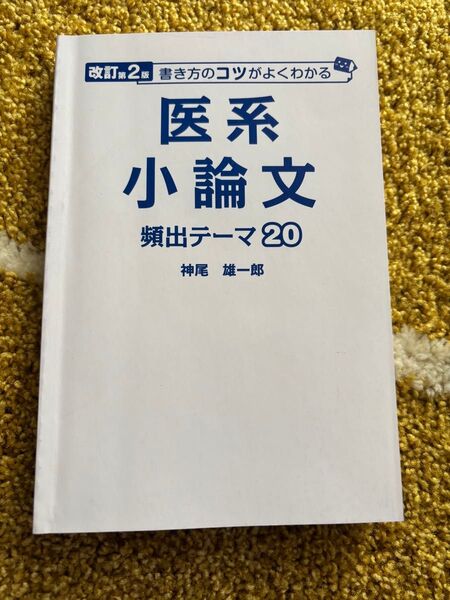 改訂第2版 書き方のコツがよくわかる
医系
小論文
頻出テーマ20
神尾 雄一郎